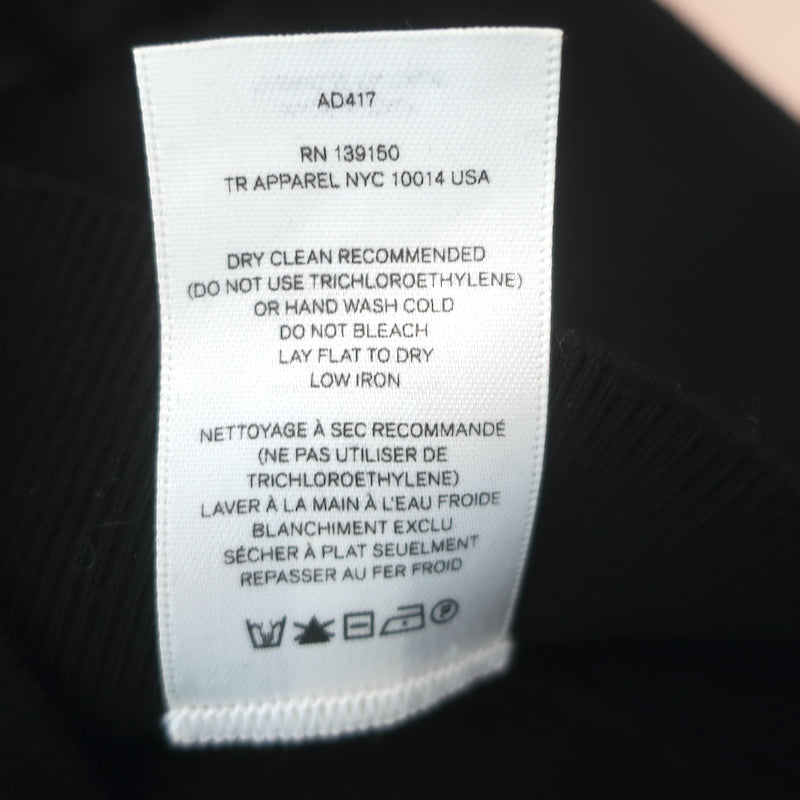 AD417
RN 139150
TR APPAREL NYC 10014 USA
DRY CLEAN RECOMMENDED
(DO NOT USE TRICHLOROETHYLENE)
OR HAND WASH COLD
DO NOT BLEACH
LAY FLAT TO DRY
LOW IRON
NETTOYAGE À SEC RECOMMANDÉ
(NE PAS UTILISER DE
TRICHLOROETHYLENE)
LAVER À LA MAIN À L'EAU FROIDE
BLANCHIMENT EXCLU
SÉCHER À PLAT SEUELMENT
REPASSER AU FER FROID
P